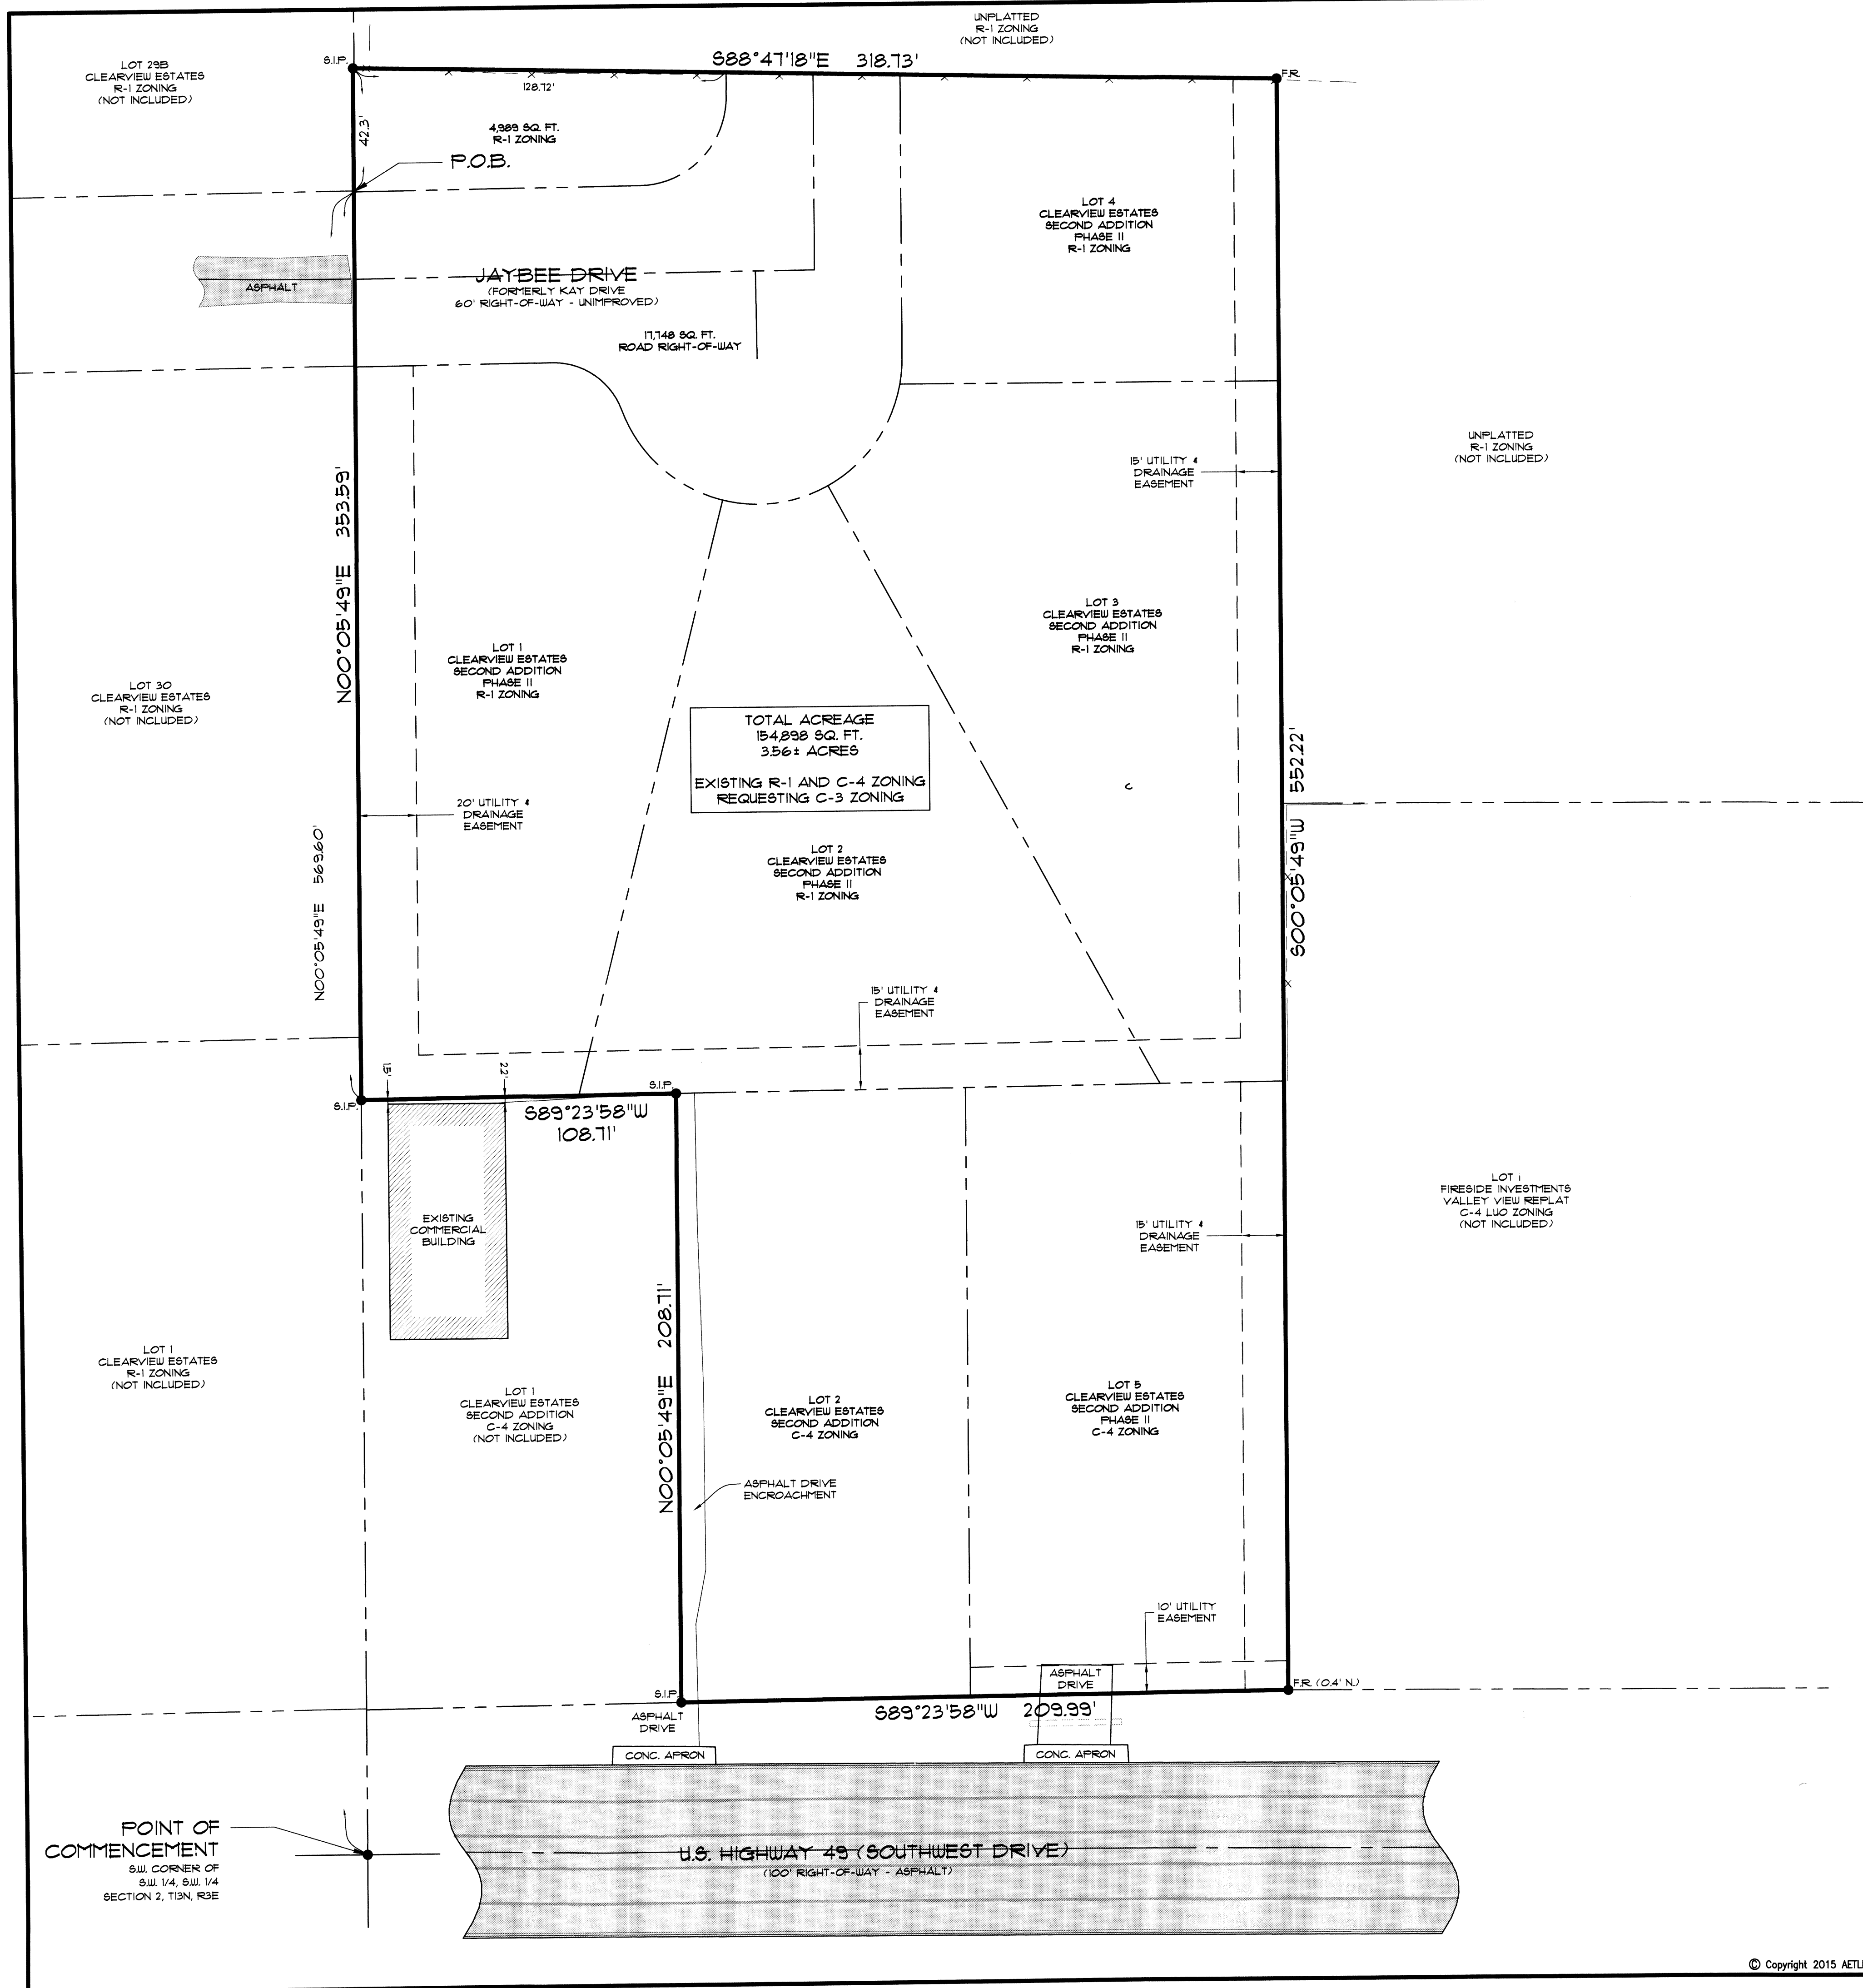 UNPLATTED
R-1 ZONING
(NOT INCLUDED)
LOT 29B
CLEARVIEW ESTATES
R-1 ZONING
(NOT INCLUDED)
S.I.P.
S88°47'18"E 318.73'
F.R.
128.72'
42.3'
4,989 SQ. FT.
R-1 ZONING
P.O.B.
LOT 4
CLEARVIEW ESTATES
SECOND ADDITION
PHASE II
R-1 ZONING
ASPHALT
JAYBEE DRIVE
(FORMERLY KAY DRIVE
60' RIGHT-OF-WAY - UNIMPROVED)
17,748 SQ. FT.
ROAD RIGHT-OF-WAY
UNPLATTED
R-1 ZONING
(NOT INCLUDED)
15' UTILITY &
DRAINAGE
EASEMENT
N00°05'49"E 353.59'
LOT 3
CLEARVIEW ESTATES
SECOND ADDITION
PHASE II
R-1 ZONING
LOT 1
CLEARVIEW ESTATES
SECOND ADDITION
PHASE II
R-1 ZONING
LOT 30
CLEARVIEW ESTATES
R-1 ZONING
(NOT INCLUDED)
TOTAL ACREAGE
154,898 SQ. FT.
3.56± ACRES
EXISTING R-1 AND C-4 ZONING
REQUESTING C-3 ZONING
S00°05'49"W 552.22'
20' UTILITY &
DRAINAGE
EASEMENT
N00°05'49"E 569.60'
LOT 2
CLEARVIEW ESTATES
SECOND ADDITION
PHASE II
R-1 ZONING
15' UTILITY &
DRAINAGE
EASEMENT
S.I.P.
S.I.P.
S89°23'58"W
108.71'
EXISTING
COMMERCIAL
BUILDING
LOT 1
FIRESIDE INVESTMENTS
VALLEY VIEW REPLAT
C-4 LUO ZONING
(NOT INCLUDED)
15' UTILITY &
DRAINAGE
EASEMENT
N00°05'49"E 208.71'
LOT 1
CLEARVIEW ESTATES
R-1 ZONING
(NOT INCLUDED)
LOT 1
CLEARVIEW ESTATES
SECOND ADDITION
C-4 ZONING
(NOT INCLUDED)
LOT 2
CLEARVIEW ESTATES
SECOND ADDITION
C-4 ZONING
LOT 5
CLEARVIEW ESTATES
SECOND ADDITION
PHASE II
C-4 ZONING
ASPHALT DRIVE
ENCROACHMENT
10' UTILITY
EASEMENT
ASPHALT
DRIVE
F.R. (0.4' N.)
S.I.P.
S89°23'58"W 209.99'
ASPHALT
DRIVE
CONC. APRON
CONC. APRON
POINT OF
COMMENCEMENT
S.W. CORNER OF
S.W. 1/4, S.W. 1/4
SECTION 2, T13N, R3E
U.S. HIGHWAY 49 (SOUTHWEST DRIVE)
(100' RIGHT-OF-WAY - ASPHALT)
© Copyright 2015